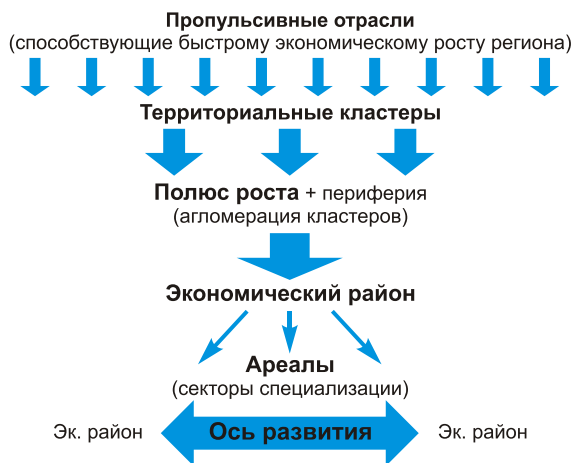 Пропульсивные отрасли
(способствующие быстрому экономическому росту региона)
Территориальные кластеры
Полюс роста + периферия
(агломерация кластеров)
Экономический район
Ареалы
(секторы специализации)
Эк. район Ось развития Эк. район